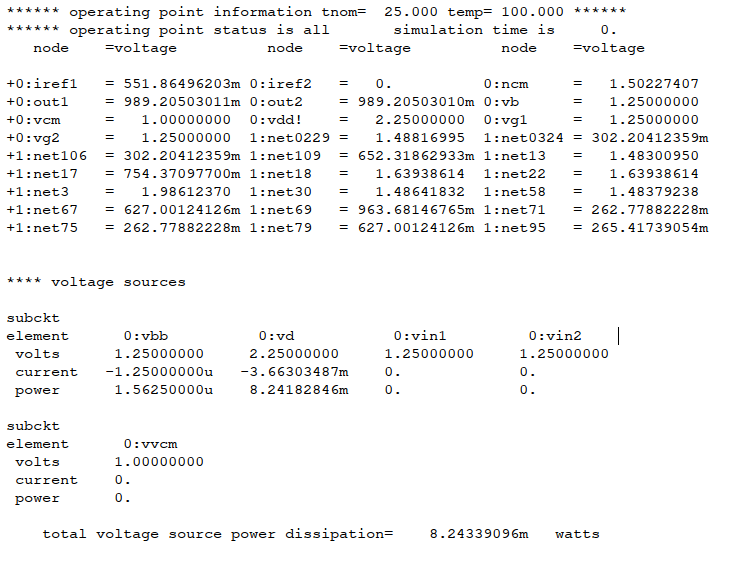 ****** operating point information tnom=  25.000 temp= 100.000 ******
****** operating point status is all       simulation time is     0.
   node    =voltage          node    =voltage          node    =voltage
+0:iref1   = 551.86496203m 0:iref2   =   0.          0:ncm     =   1.50227407
+0:out1    = 989.20503011m 0:out2    = 989.20503010m 0:vb      =   1.25000000
+0:vcm     =   1.00000000  0:vdd!    =   2.25000000  0:vg1     =   1.25000000
+0:vg2     =   1.25000000  1:net0229 =   1.48816995  1:net0324 = 302.20412359m
+1:net106  = 302.20412359m 1:net109  = 652.31862933m 1:net13   =   1.48300950
+1:net17   = 754.37097700m 1:net18   =   1.63938614  1:net22   =   1.63938614
+1:net3    =   1.98612370  1:net30   =   1.48641832  1:net58   =   1.48379238
+1:net67   = 627.00124126m 1:net69   = 963.68146765m 1:net71   = 262.77882228m
+1:net75   = 262.77882228m 1:net79   = 627.00124126m 1:net95   = 265.41739054m
**** voltage sources
subckt
element      0:vbb          0:vd           0:vin1         0:vin2
 volts      1.25000000     2.25000000     1.25000000     1.25000000
 current   -1.25000000u   -3.66303487m    0.             0.
 power      1.56250000u    8.24182846m    0.             0.
subckt
element      0:vvcm
 volts      1.00000000
 current    0.
 power      0.
    total voltage source power dissipation=    8.24339096m   watts